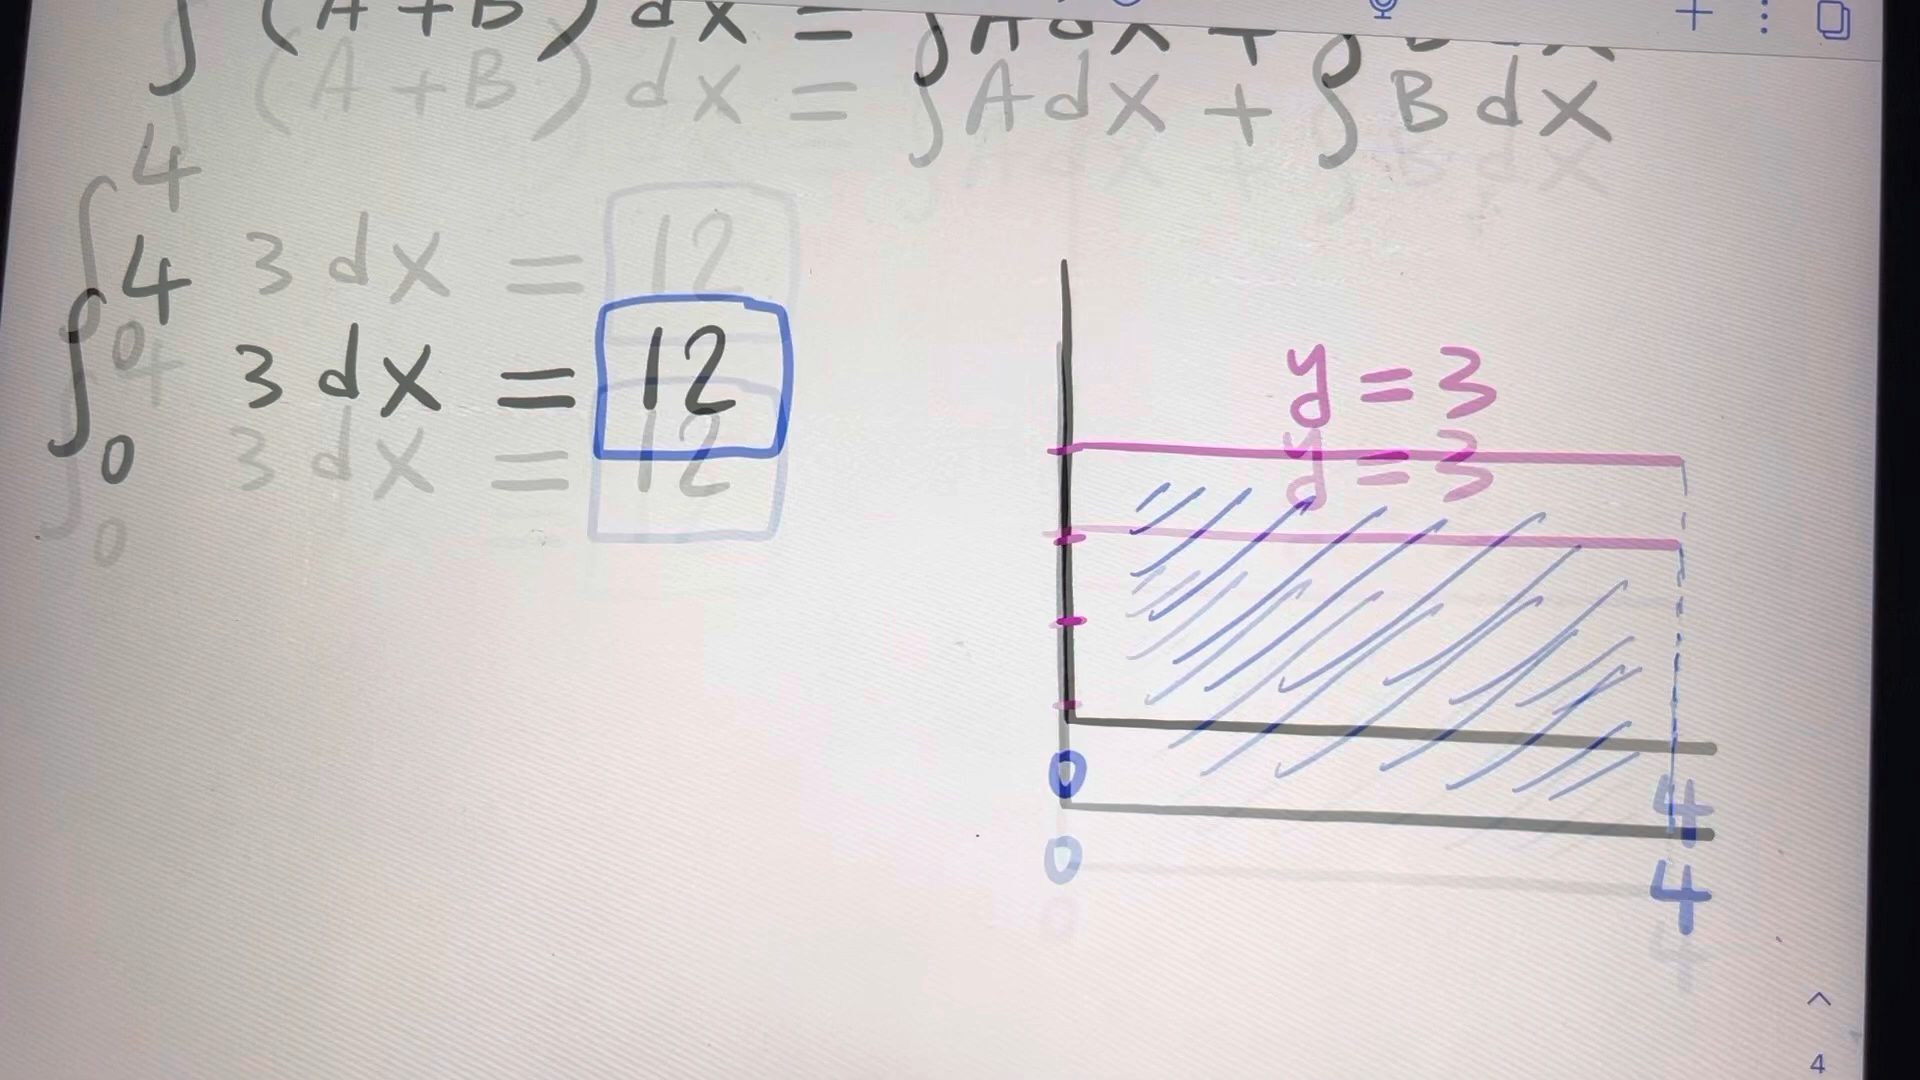 ∫ (A + B) dx = ∫ A dx + ∫ B dx
∫₀⁴ 3 dx = 12
y = 3
0 4
4